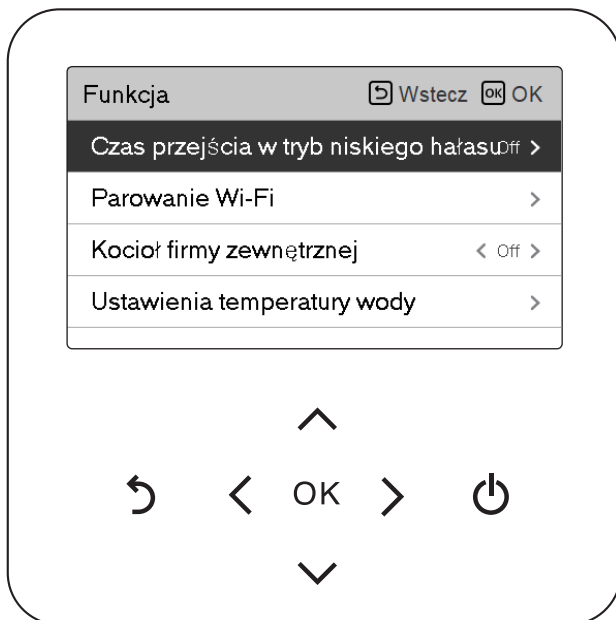 Funkcja Wstecz OK OK
Czas przejścia w tryb niskiego hałasu Off
Parowanie Wi-Fi
Kocioł firmy zewnętrznej Off
Ustawienia temperatury wody
OK